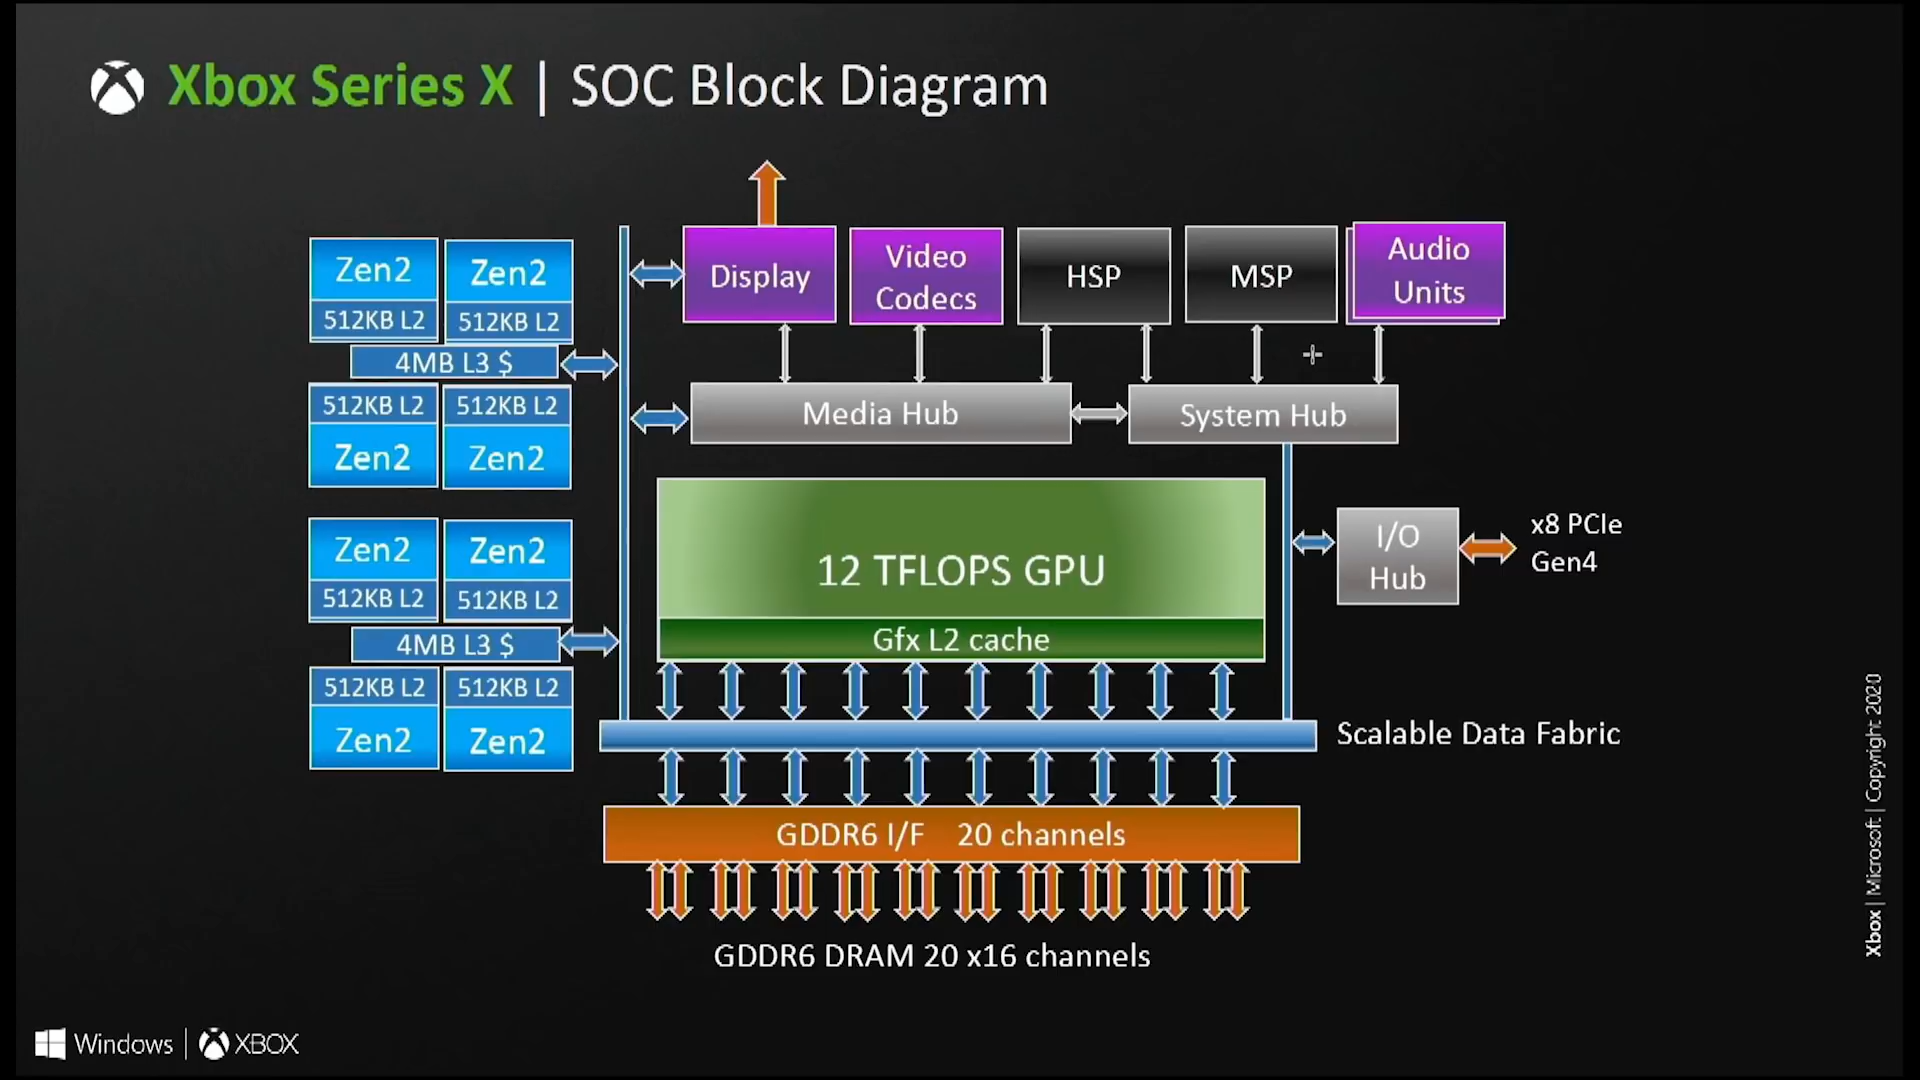 Xbox Series X | SOC Block Diagram
Zen2
Zen2
512KB L2
512KB L2
4MB L3 $
512KB L2
512KB L2
Zen2
Zen2
Zen2
Zen2
512KB L2
512KB L2
4MB L3 $
512KB L2
512KB L2
Zen2
Zen2
Display
Video
Codecs
HSP
MSP
Audio
Units
Media Hub
System Hub
12 TFLOPS GPU
Gfx L2 cache
I/O
Hub
x8 PCIe
Gen4
Scalable Data Fabric
GDDR6 I/F 20 channels
GDDR6 DRAM 20 x16 channels
Xbox | Microsoft | Copyright 2020
Windows | XBOX